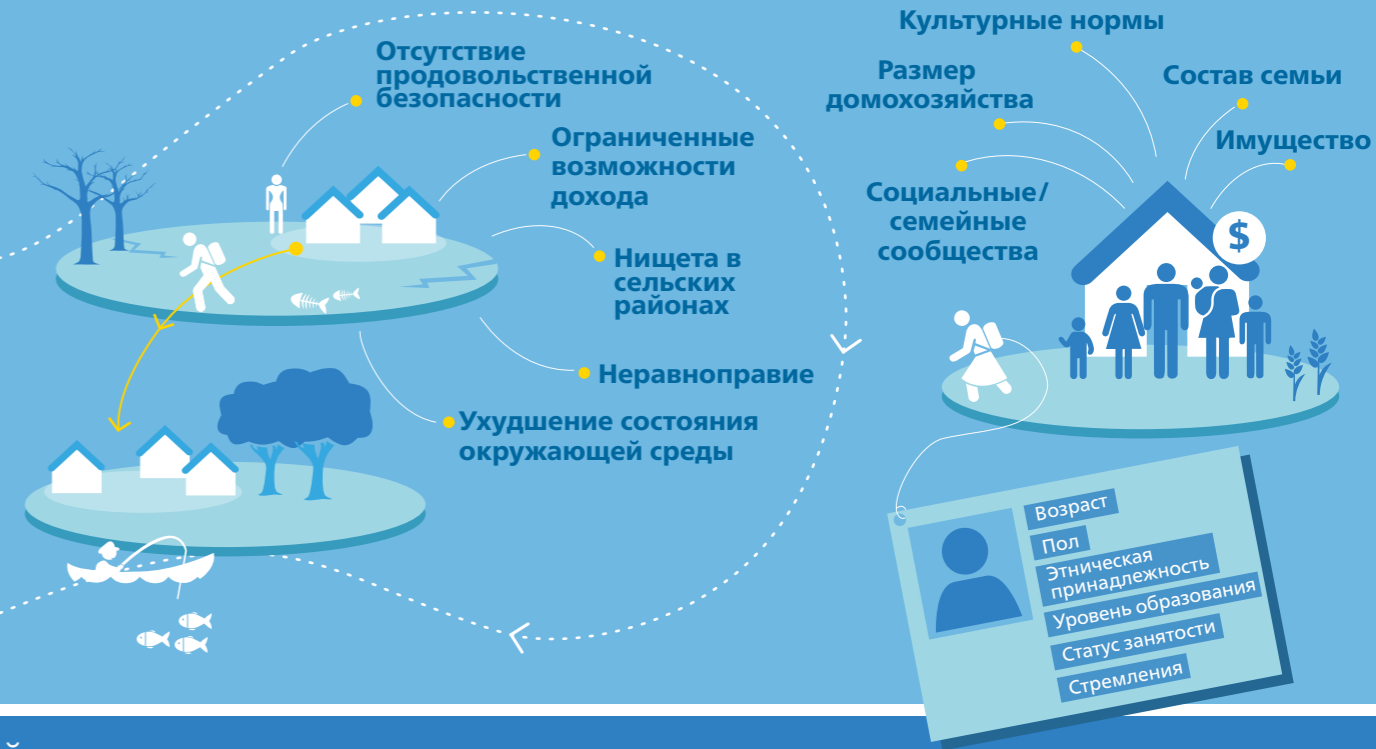 Отсутствие
продовольственной
безопасности
Ограниченные
возможности
дохода
Нищета в
сельских
районах
Неравноправие
Ухудшение состояния
окружающей среды
Культурные нормы
Размер
домохозяйства
Состав семьи
Имущество
Социальные/
семейные
сообщества
$
Возраст
Пол
Этническая
принадлежность
Уровень образования
Статус занятости
Стремления